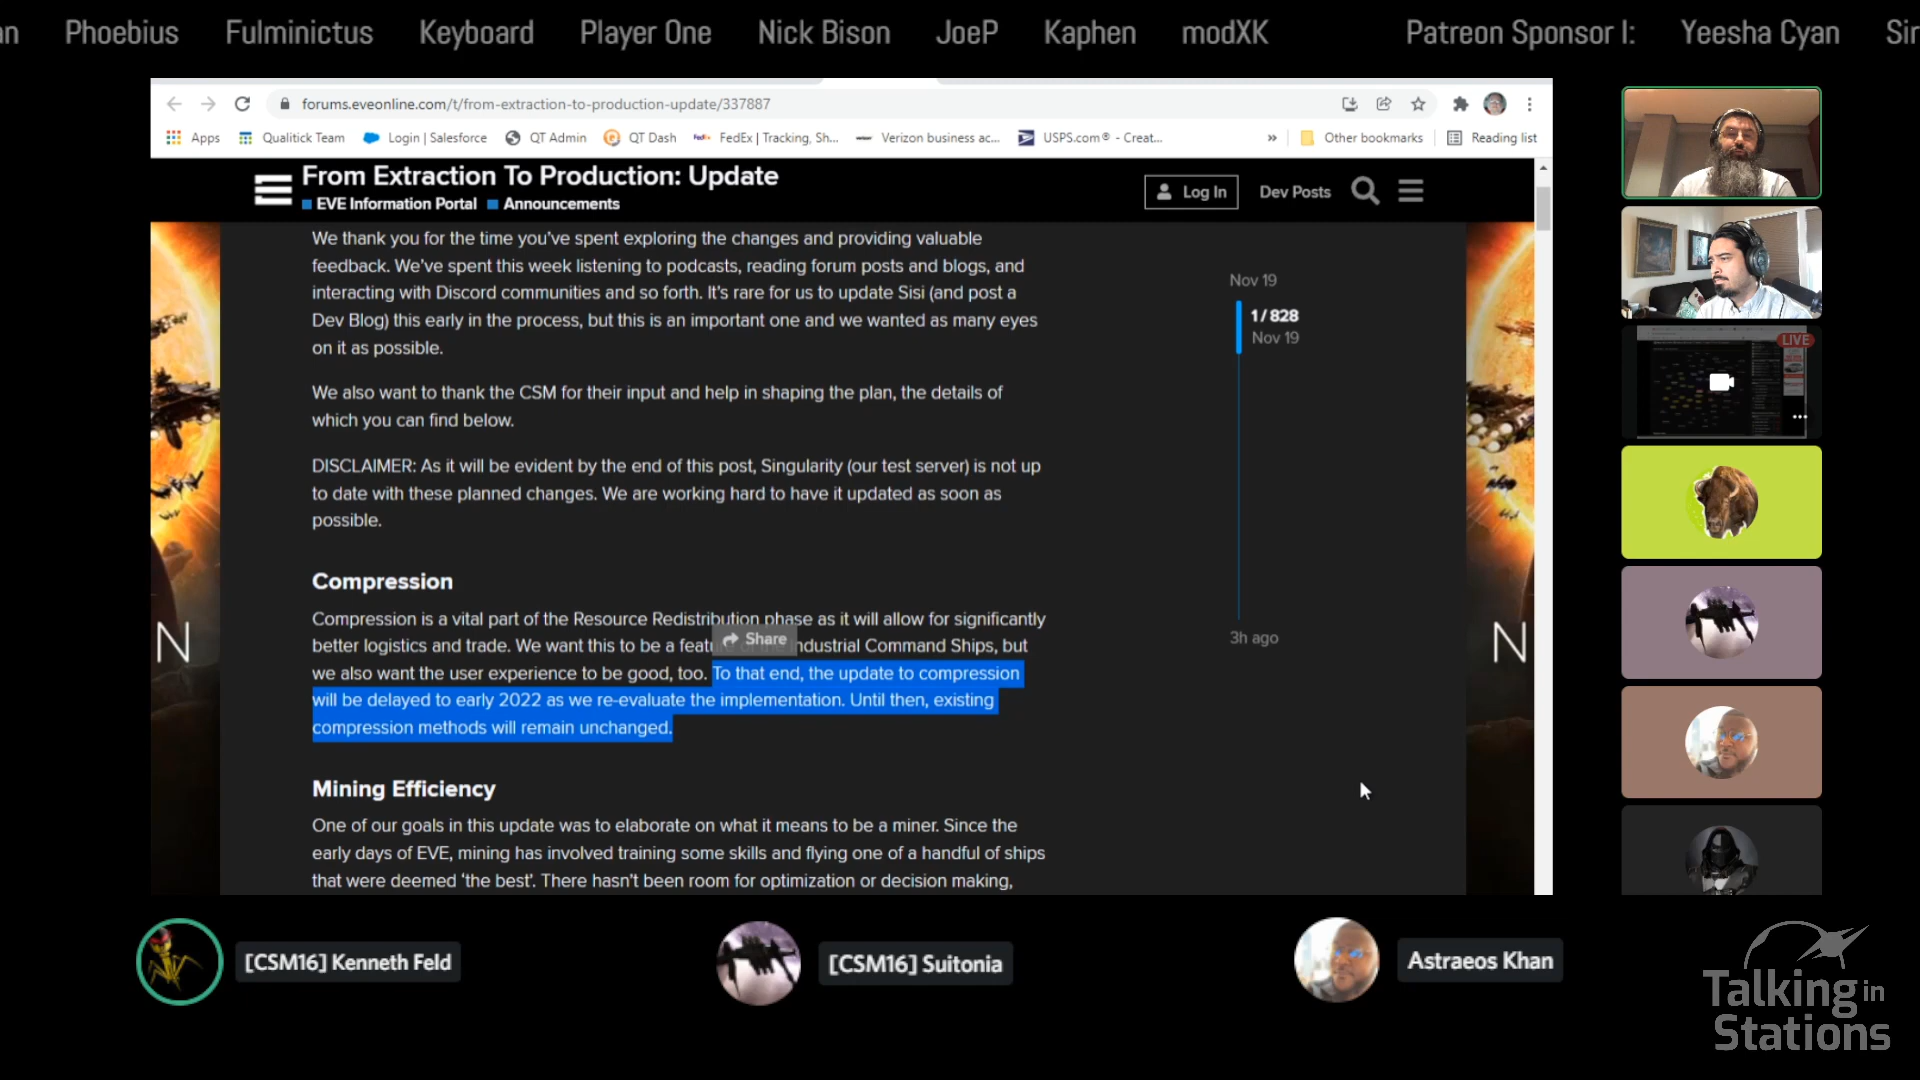 Phoebius Fulminictus Keyboard Player One Nick Bison JoeP Kaphen modXK Patreon Sponsor I: Yeesha Cyan
forums.eveonline.com/t/from-extraction-to-production-update/337887
Apps Qualitick Team Login | Salesforce QT Admin QT Dash FedEx | Tracking, Sh... Verizon business ac... USPS.com® - Creat... » Other bookmarks Reading list
From Extraction To Production: Update
EVE Information Portal Announcements
Log In Dev Posts
We thank you for the time you've spent exploring the changes and providing valuable
feedback. We've spent this week listening to podcasts, reading forum posts and blogs, and
interacting with Discord communities and so forth. It's rare for us to update Sisi (and post a
Dev Blog) this early in the process, but this is an important one and we wanted as many eyes
on it as possible.
We also want to thank the CSM for their input and help in shaping the plan, the details of
which you can find below.
DISCLAIMER: As it will be evident by the end of this post, Singularity (our test server) is not up
to date with these planned changes. We are working hard to have it updated as soon as
possible.
Compression
Compression is a vital part of the Resource Redistribution phase as it will allow for significantly
better logistics and trade. We want this to be a featu Share ndustrial Command Ships, but
we also want the user experience to be good, too. To that end, the update to compression
will be delayed to early 2022 as we re-evaluate the implementation. Until then, existing
compression methods will remain unchanged.
Mining Efficiency
One of our goals in this update was to elaborate on what it means to be a miner. Since the
early days of EVE, mining has involved training some skills and flying one of a handful of ships
that were deemed 'the best'. There hasn't been room for optimization or decision making,
Nov 19
1 / 828
Nov 19
3h ago
N
N
LIVE
[CSM16] Kenneth Feld
[CSM16] Suitonia
Astraeos Khan
Talking in
Stations